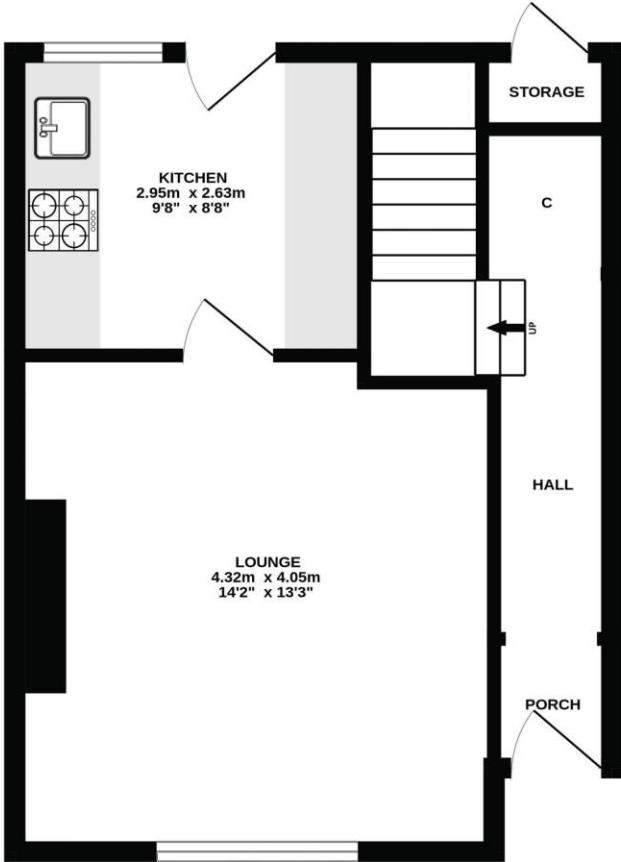 STORAGE
KITCHEN
2.95m x 2.63m
9'8" x 8'8"
C
UP
HALL
LOUNGE
4.32m x 4.05m
14'2" x 13'3"
PORCH